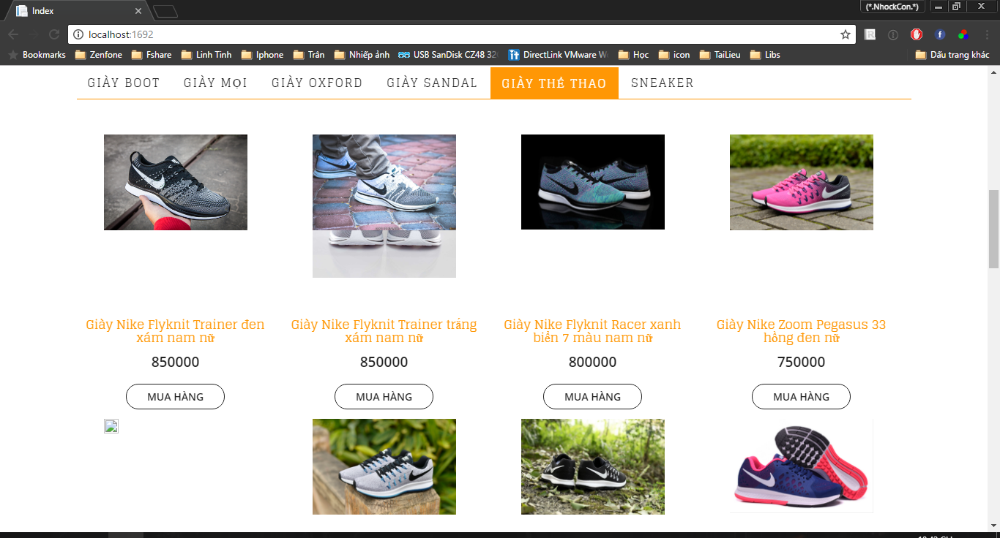 Index
(*.NhockCon.*)
localhost:1692
Bookmarks Zenfone Fshare Linh Tinh Iphone Trân Nhiếp ảnh USB SanDisk CZ48 32G DirectLink VMware W Học icon TaiLieu Libs Dấu trang khác
GIÀY BOOT GIÀY MỌI GIÀY OXFORD GIÀY SANDAL GIÀY THỂ THAO SNEAKER
Giày Nike Flyknit Trainer đen
xám nam nữ
850000
MUA HÀNG
Giày Nike Flyknit Trainer trắng
xám nam nữ
850000
MUA HÀNG
Giày Nike Flyknit Racer xanh
biển 7 màu nam nữ
800000
MUA HÀNG
Giày Nike Zoom Pegasus 33
hồng đen nữ
750000
MUA HÀNG